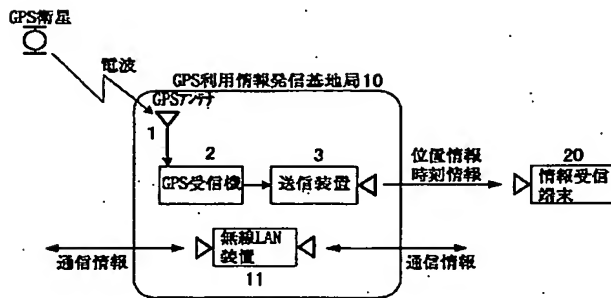 GPS衛星
電波
GPS利用情報発信基地局10
GPSアンテナ
1
2
3
GPS受信機
送信装置
位置情報
時刻情報
20
情報受信
端末
無線LAN
装置
11
通信情報
通信情報